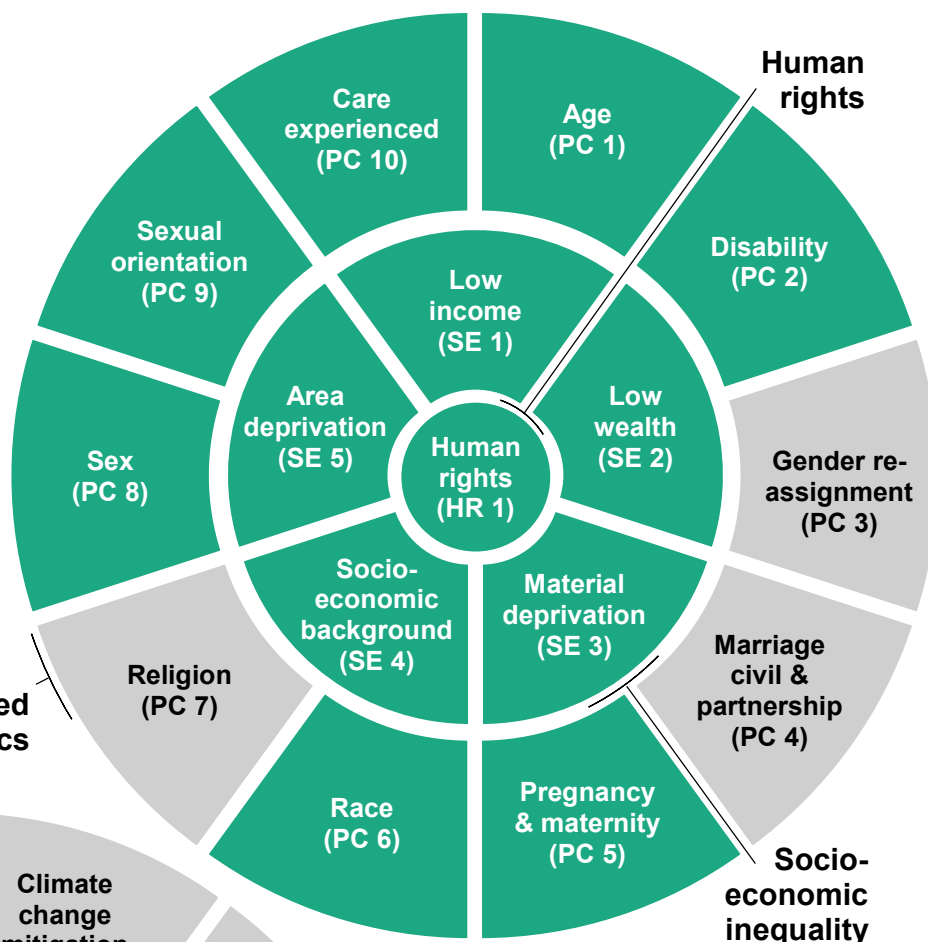 Human
rights
Care
experienced
(PC 10)
Age
(PC 1)
Sexual
orientation
(PC 9)
Disability
(PC 2)
Low
income
(SE 1)
Area
deprivation
(SE 5)
Low
wealth
(SE 2)
Human
rights
(HR 1)
Sex
(PC 8)
Gender re-
assignment
(PC 3)
Socio-
economic
background
(SE 4)
Material
deprivation
(SE 3)
Religion
(PC 7)
Marriage
civil &
partnership
(PC 4)
ed
cs
Race
(PC 6)
Pregnancy
& maternity
(PC 5)
Socio-
economic
inequality
Climate
change
mitigation